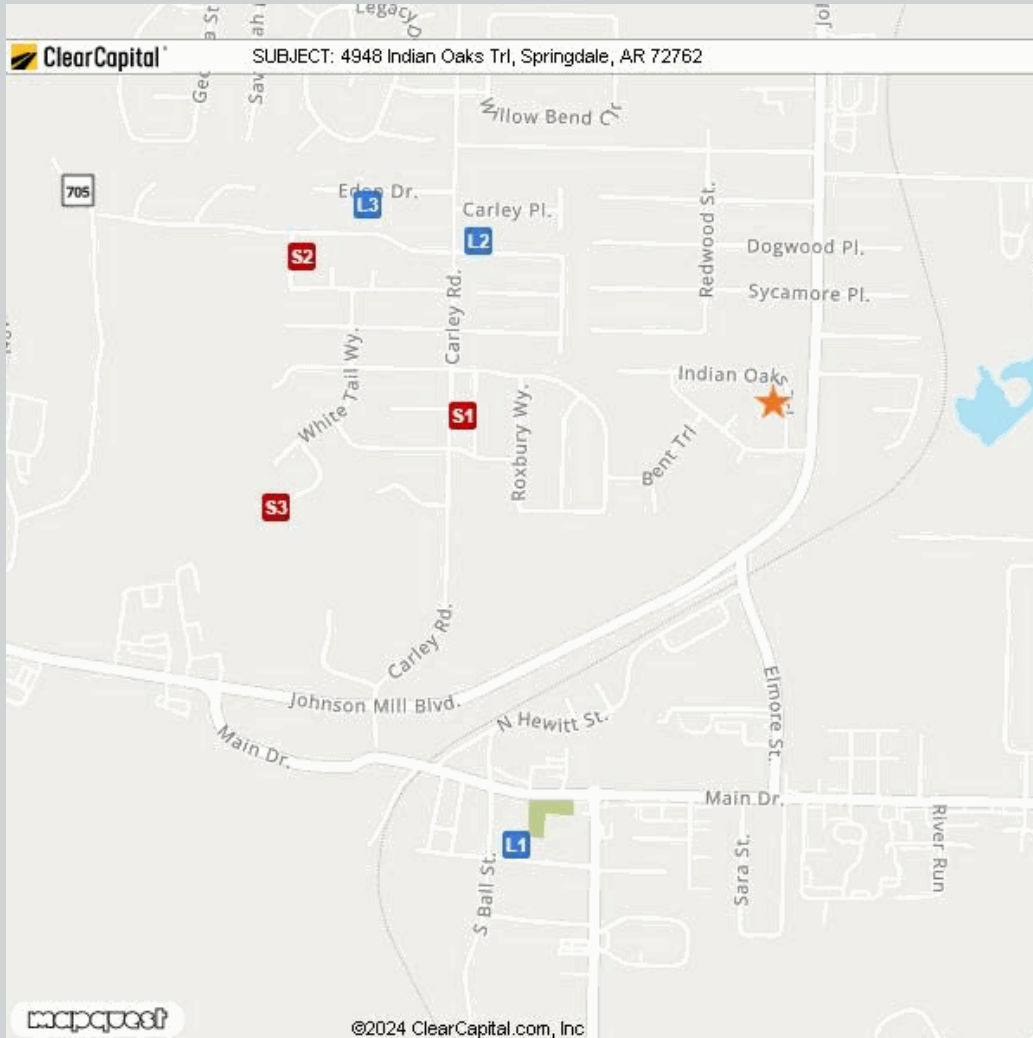 Legacy D
ClearCapital
SUBJECT: 4948 Indian Oaks Trl, Springdale, AR 72762
Willow Bend Cir
705
Eden Dr.
L3
Carley Pl.
L2
S2
Redwood St.
Dogwood Pl.
Sycamore Pl.
Carley Rd.
White Tail Wy.
Indian Oaks Trl
S1
Roxbury Wy.
Bent Trl
S3
Carley Rd.
Johnson Mill Blvd.
N Hewitt St.
Elmore St.
Main Dr.
Main Dr.
L1
S Ball St.
Sara St.
River Run
mapquest
©2024 ClearCapital.com, Inc